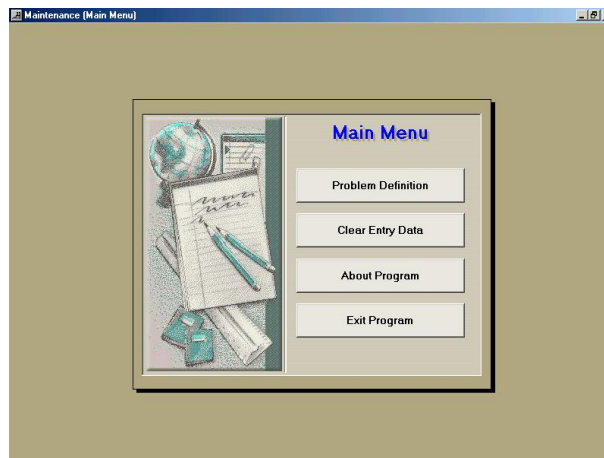 Maintenance (Main Menu)
Main Menu
Problem Definition
Clear Entry Data
About Program
Exit Program